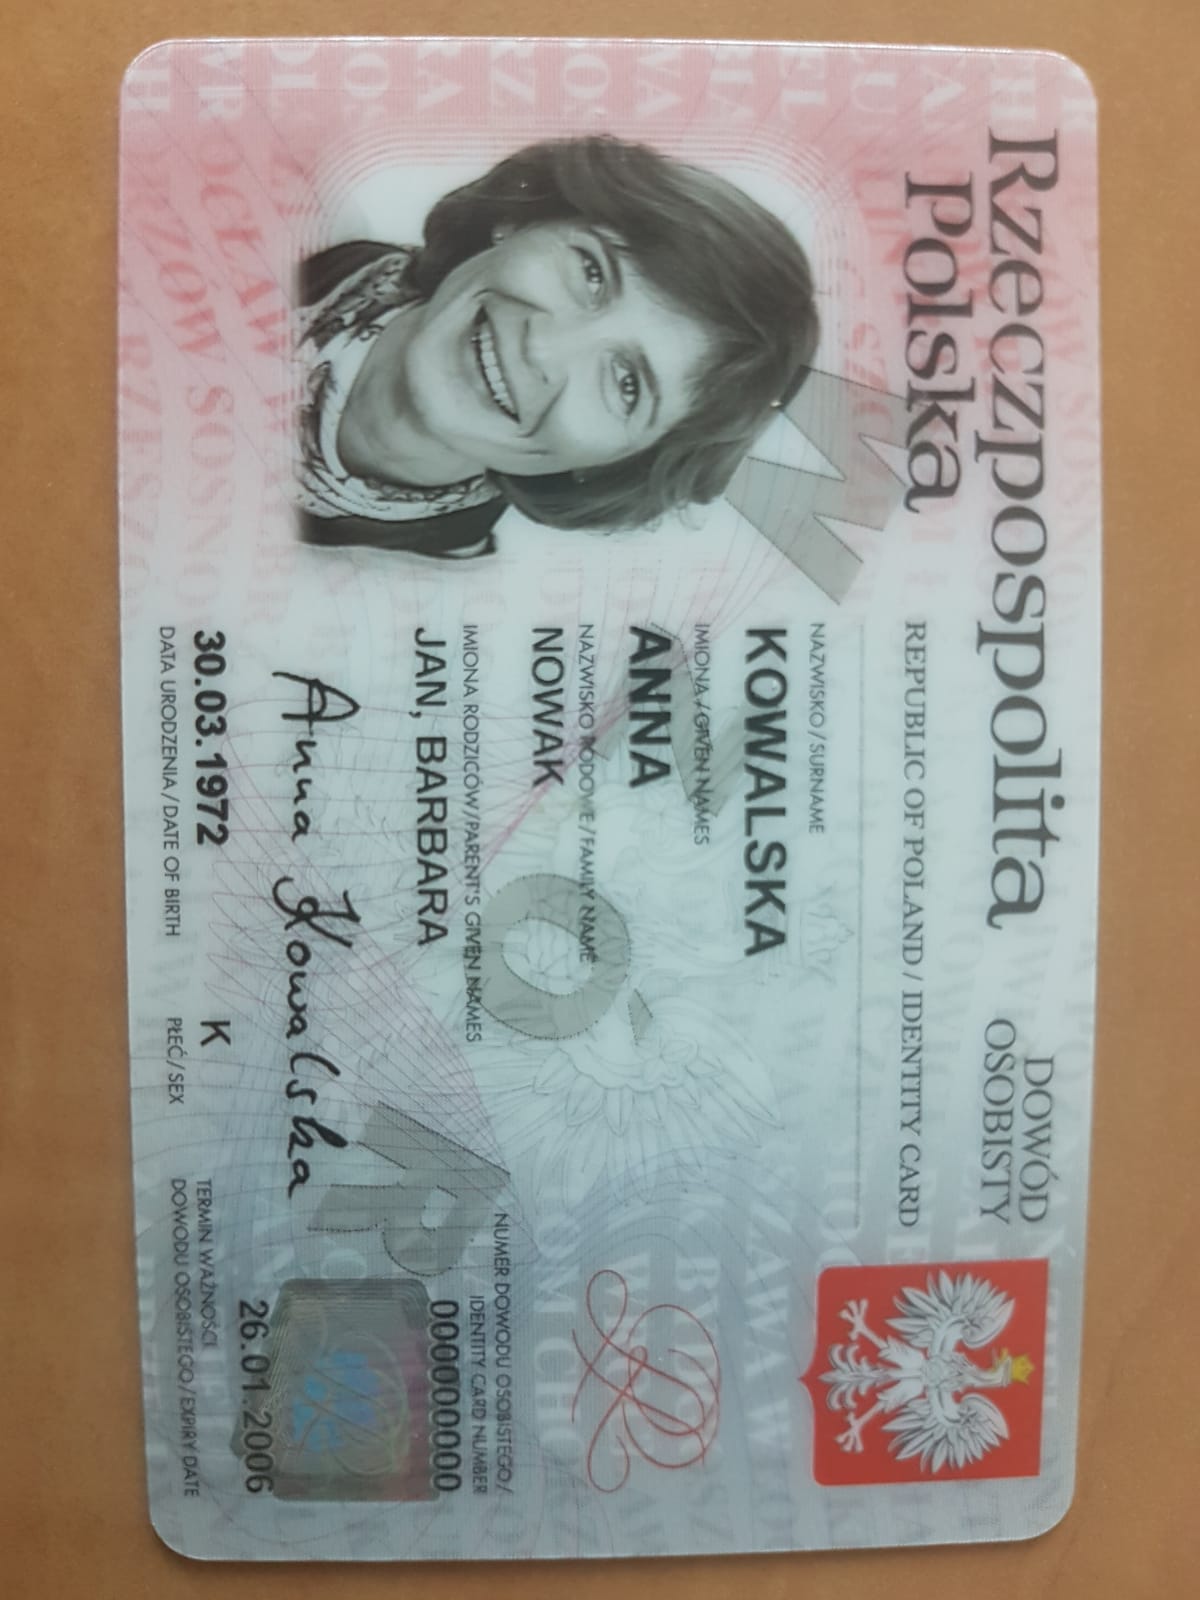 Rzeczpospolita
Polska
DOWÓD
OSOBISTY
REPUBLIC OF POLAND / IDENTITY CARD
NAZWISKO / SURNAME
KOWALSKA
IMIONA / GIVEN NAMES
ANNA
NAZWISKO RODOWE / FAMILY NAME
NOWAK
IMIONA RODZICÓW/PARENT'S GIVEN NAMES
JAN, BARBARA
NUMER DOWODU OSOBISTEGO/
IDENTITY CARD NUMBER
000000000
Anna Kowalska
30.03.1972
DATA URODZENIA / DATE OF BIRTH
K
PŁEĆ / SEX
26.01.2006
TERMIN WAŻNOŚCI
DOWODU OSOBISTEGO / EXPIRY DATE
WZÓR
RP